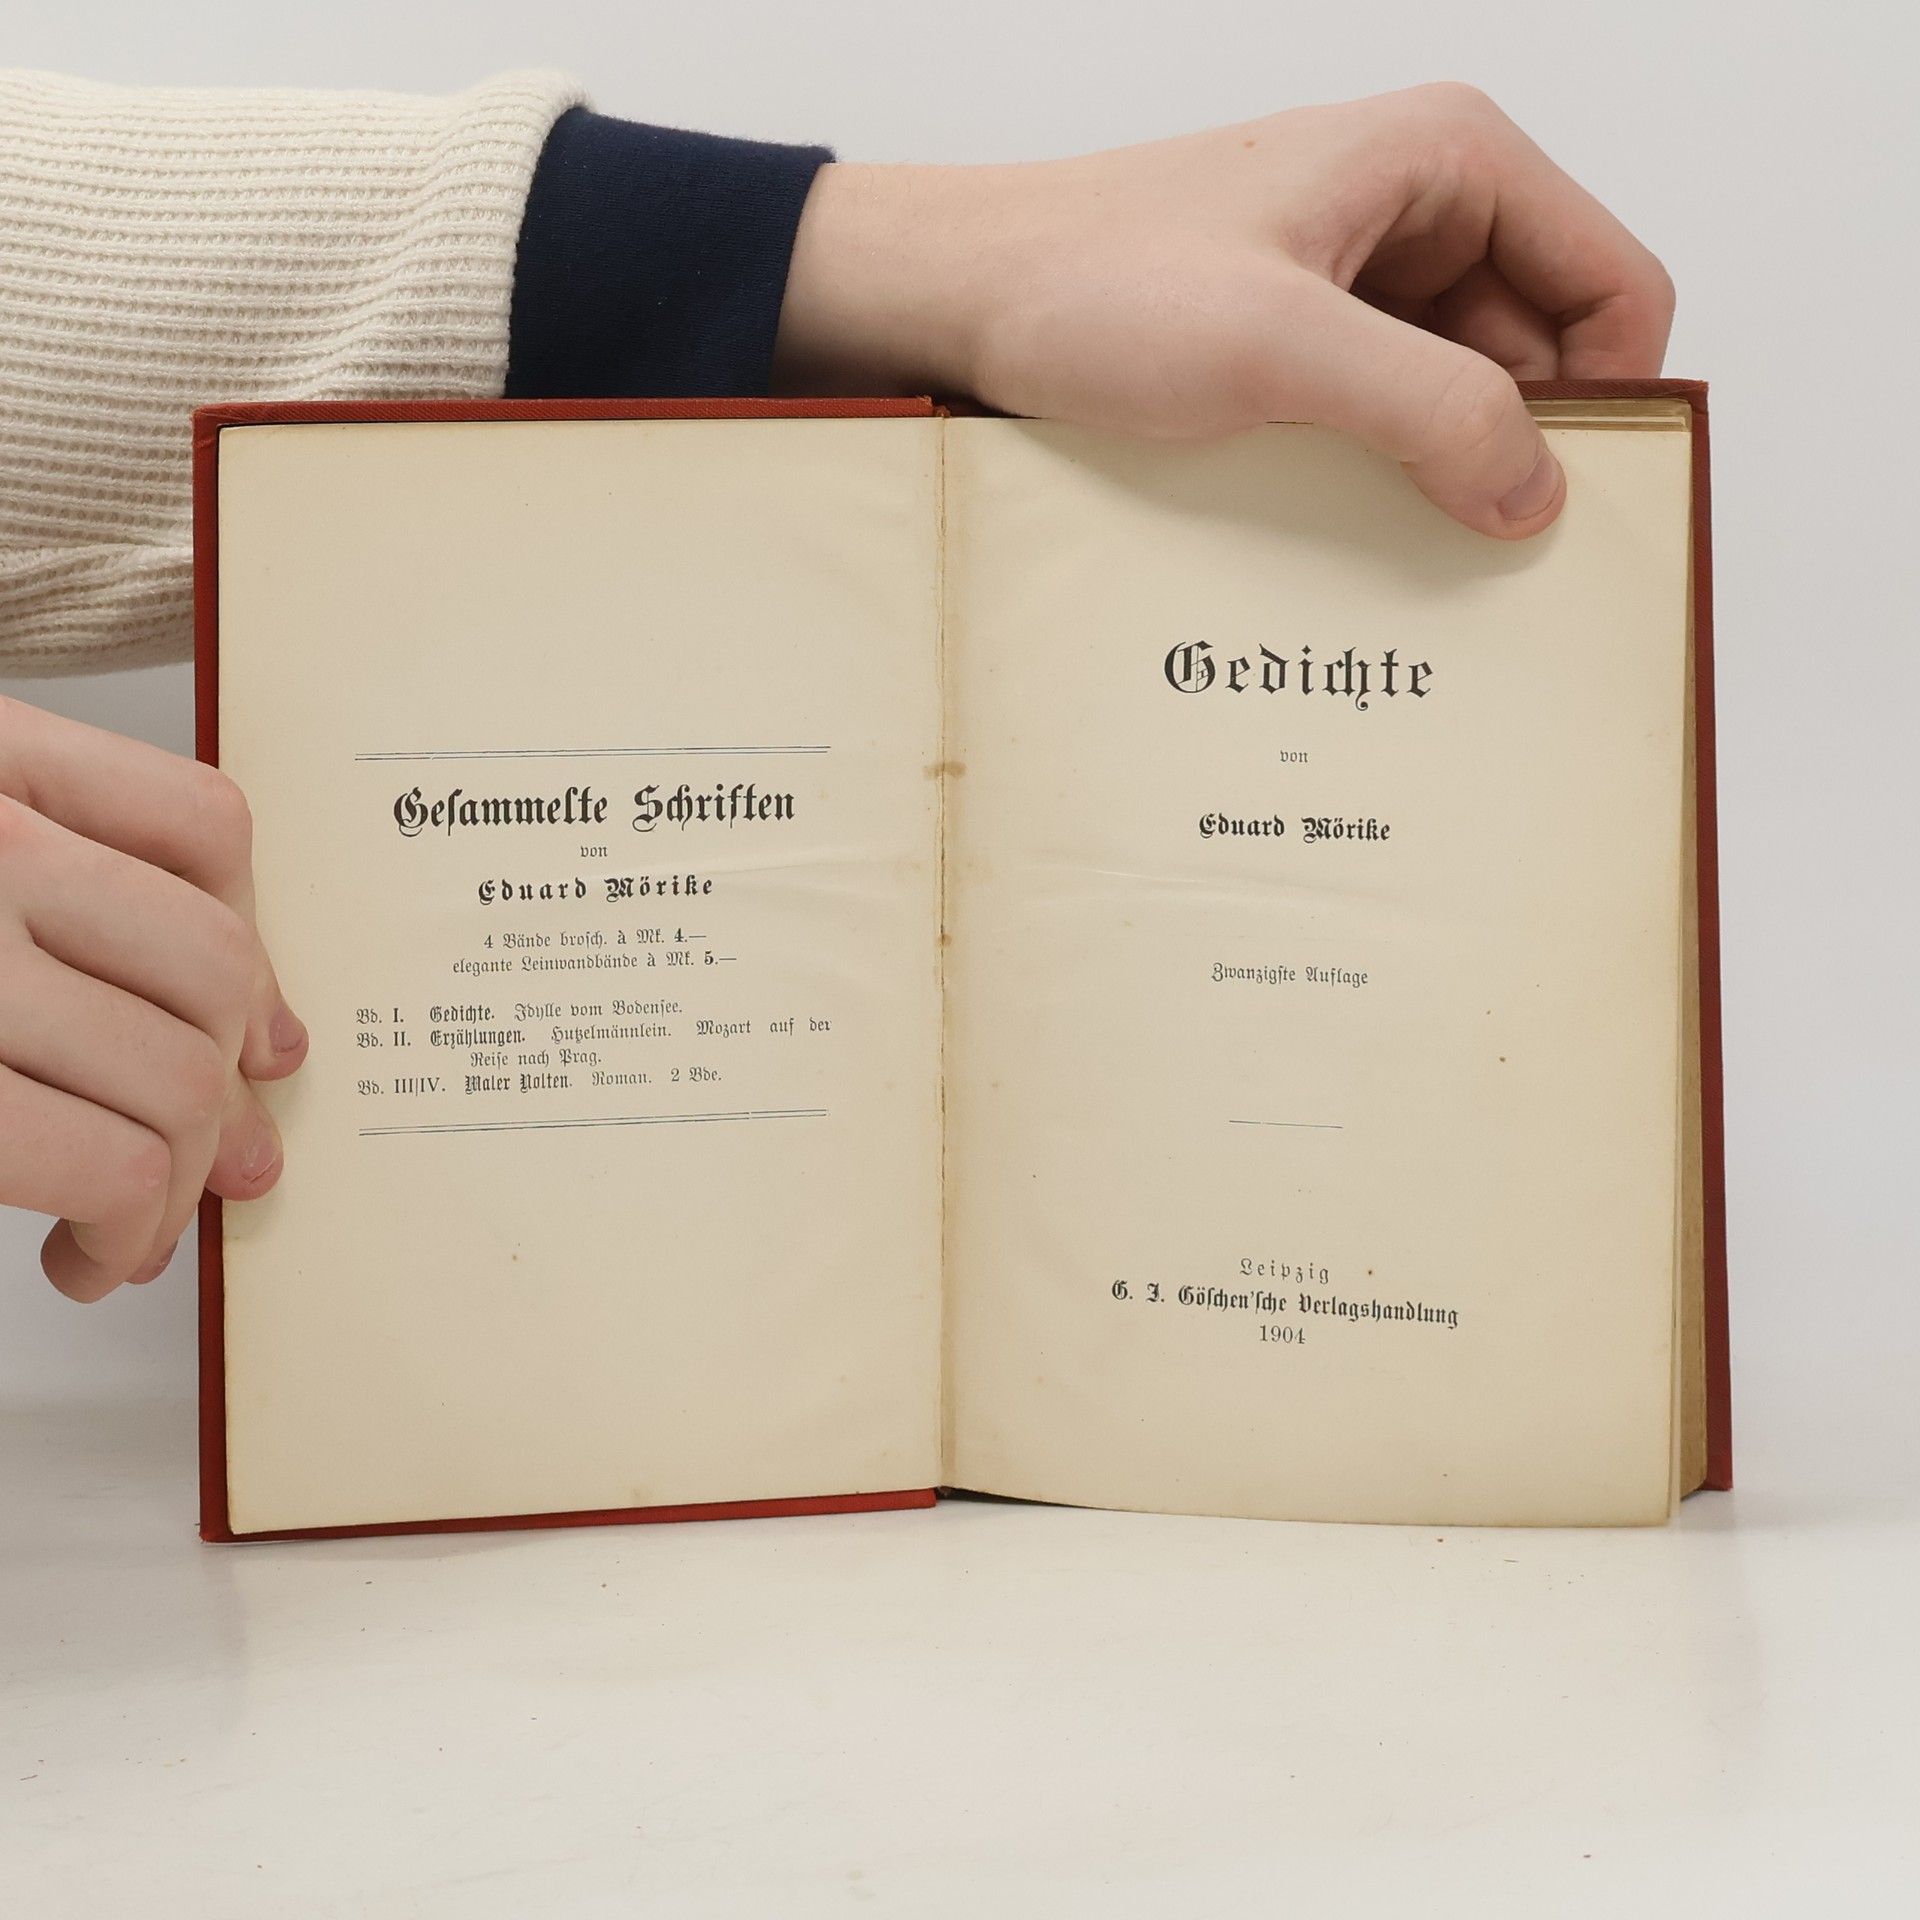 Gesammelte Schriften
von
Eduard Mörike
4 Bände brosch. à Mk. 4.—
elegante Leinwandbände à Mk. 5.—
Bd. I. Gedichte. Idylle vom Bodensee.
Bd. II. Erzählungen. Hutzelmännlein. Mozart auf der
Reise nach Prag.
Bd. III/IV. Maler Nolten. Roman. 2 Bde.
Gedichte
von
Eduard Mörike
Zwanzigste Auflage
Leipzig
G. J. Göschen'sche Verlagshandlung
1904